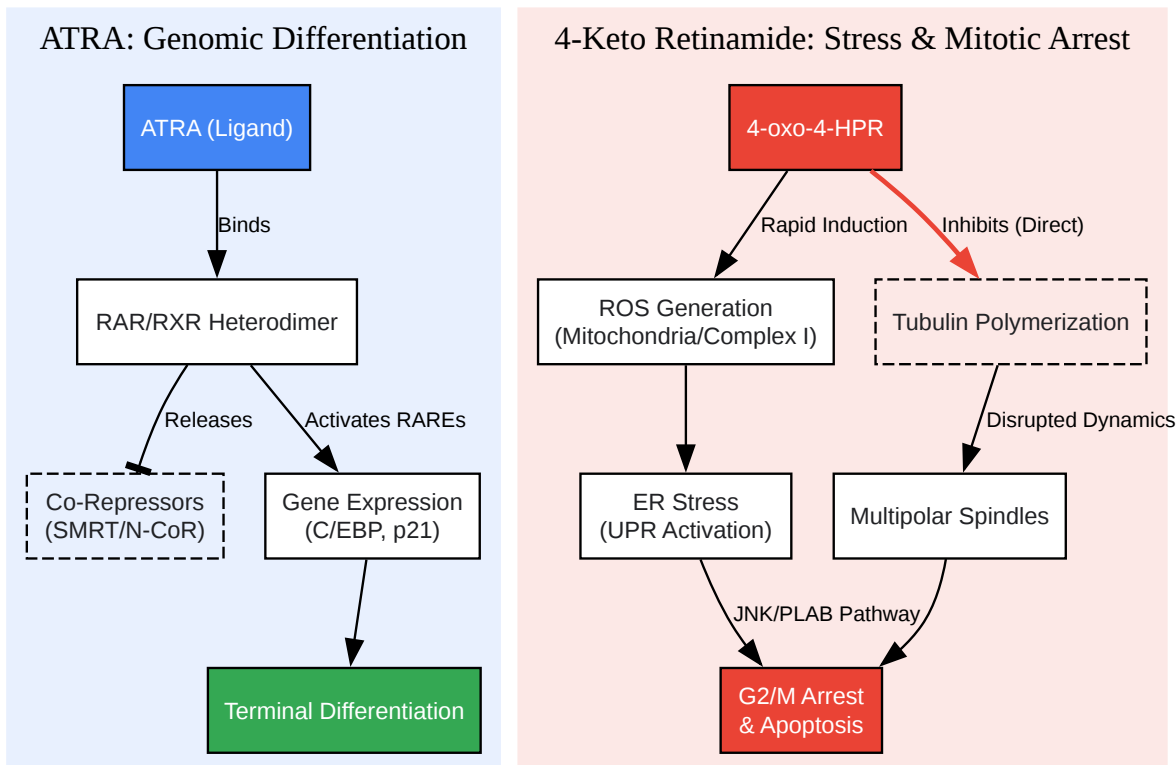 ATRA: Genomic Differentiation
ATRA (Ligand)
Binds
RAR/RXR Heterodimer
Releases
Activates RAREs
Co-Repressors
(SMRT/N-CoR)
Gene Expression
(C/EBP, p21)
Terminal Differentiation
4-Keto Retinamide: Stress & Mitotic Arrest
4-oxo-4-HPR
Rapid Induction
Inhibits (Direct)
ROS Generation
(Mitochondria/Complex I)
Tubulin Polymerization
Disrupted Dynamics
ER Stress
(UPR Activation)
Multipolar Spindles
JNK/PLAB Pathway
G2/M Arrest
& Apoptosis